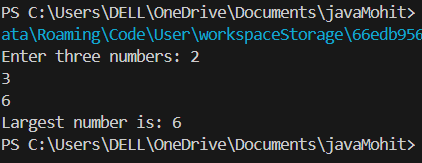 PS C:\Users\DELL\OneDrive\Documents\javaMohit>
ata\Roaming\Code\User\workspaceStorage\66edb956
Enter three numbers: 2
3
6
Largest number is: 6
PS C:\Users\DELL\OneDrive\Documents\javaMohit>